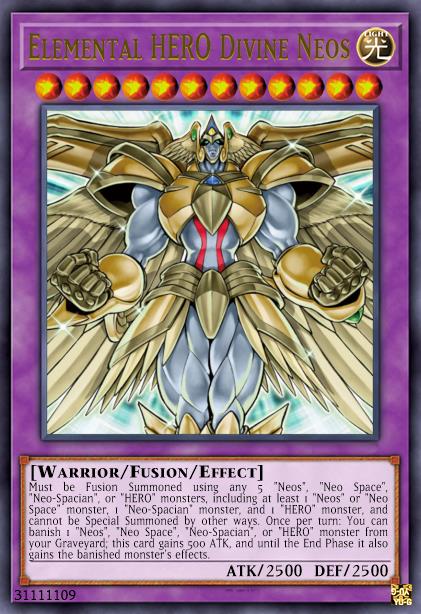 ELEMENTAL HERO DIVINE NEOS
LIGHT
光
[WARRIOR/FUSION/EFFECT]
Must be Fusion Summoned using any 5 "Neos", "Neo Space",
"Neo-Spacian", or "HERO" monsters, including at least 1 "Neos" or "Neo
Space" monster, 1 "Neo-Spacian" monster, and 1 "HERO" monster, and
cannot be Special Summoned by other ways. Once per turn: You can
banish 1 "Neos", "Neo Space", "Neo-Spacian", or "HERO" monster from
your Graveyard; this card gains 500 ATK, and until the End Phase it also
gains the banished monster's effects.
ATK/2500 DEF/2500
31111109